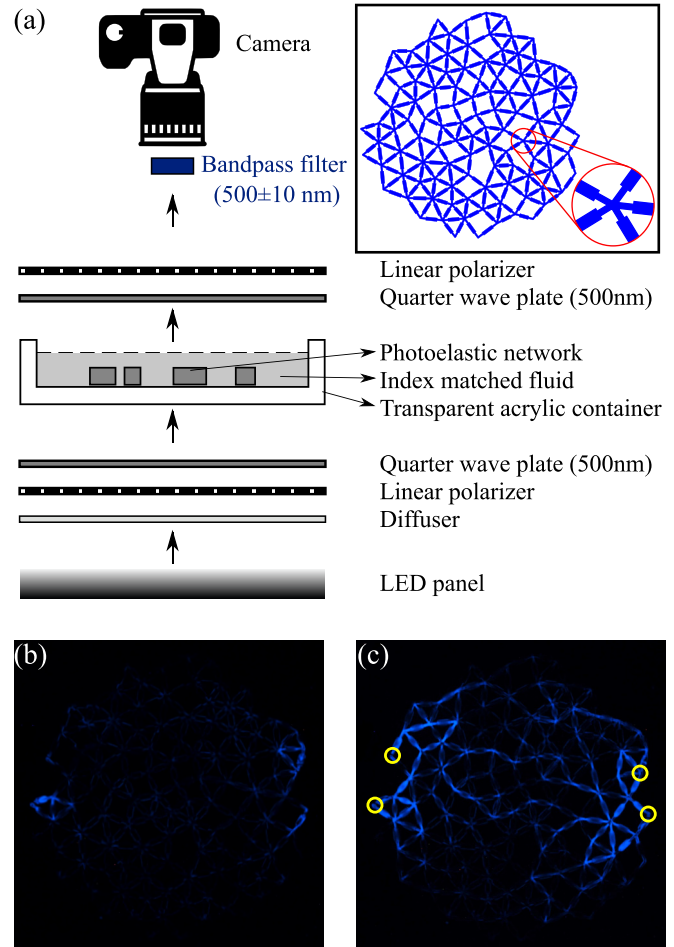 (a)
Camera
Bandpass filter
(500±10 nm)
Linear polarizer
Quarter wave plate (500nm)
Photoelastic network
Index matched fluid
Transparent acrylic container
Quarter wave plate (500nm)
Linear polarizer
Diffuser
LED panel
(b)
(c)